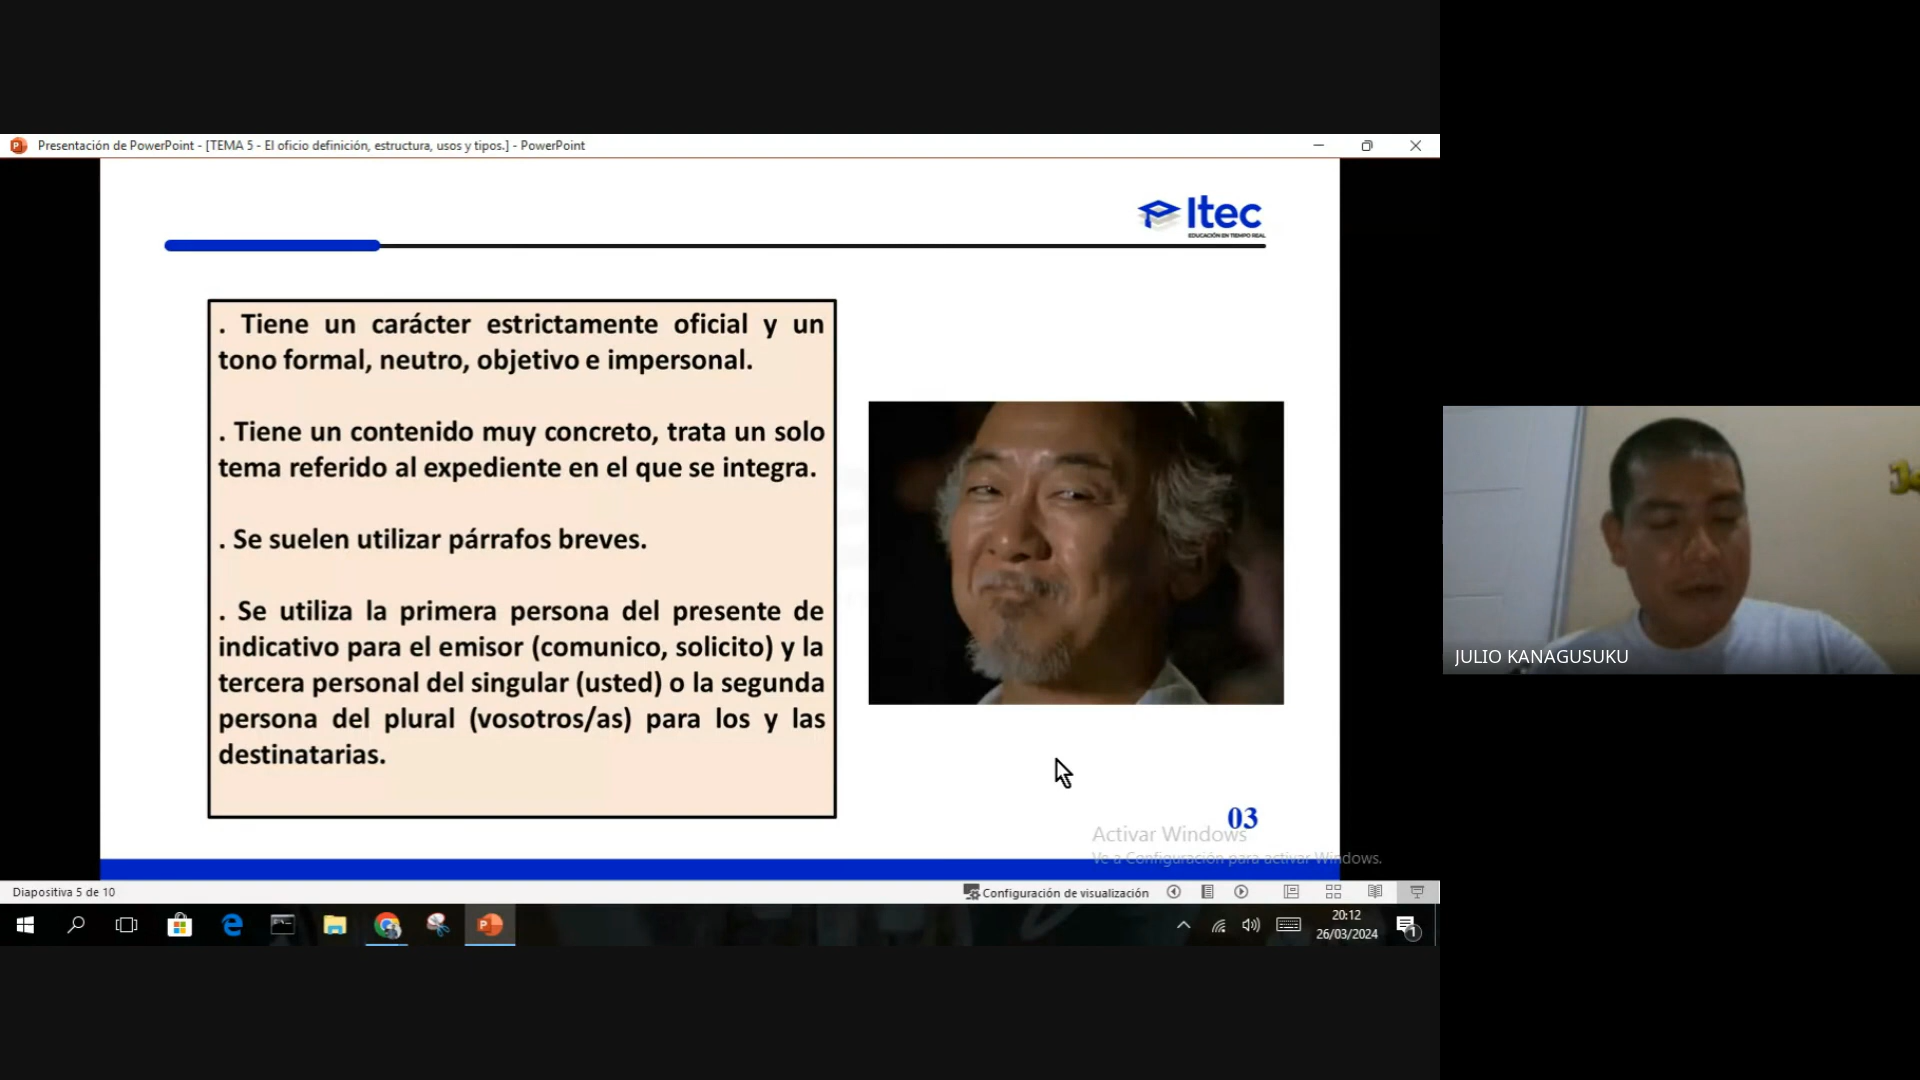 Presentación de PowerPoint - [TEMA 5 - El oficio definición, estructura, usos y tipos.] - PowerPoint
Itec
EDUCACIÓN EN TIEMPO REAL
. Tiene un carácter estrictamente oficial y un
tono formal, neutro, objetivo e impersonal.
. Tiene un contenido muy concreto, trata un solo
tema referido al expediente en el que se integra.
. Se suelen utilizar párrafos breves.
. Se utiliza la primera persona del presente de
indicativo para el emisor (comunico, solicito) y la
tercera personal del singular (usted) o la segunda
persona del plural (vosotros/as) para los y las
destinatarias.
JULIO KANAGUSUKU
03
Activar Windows
Ve a Configuración para activar Windows.
Diapositiva 5 de 10
Configuración de visualización
20:12
26/03/2024
1